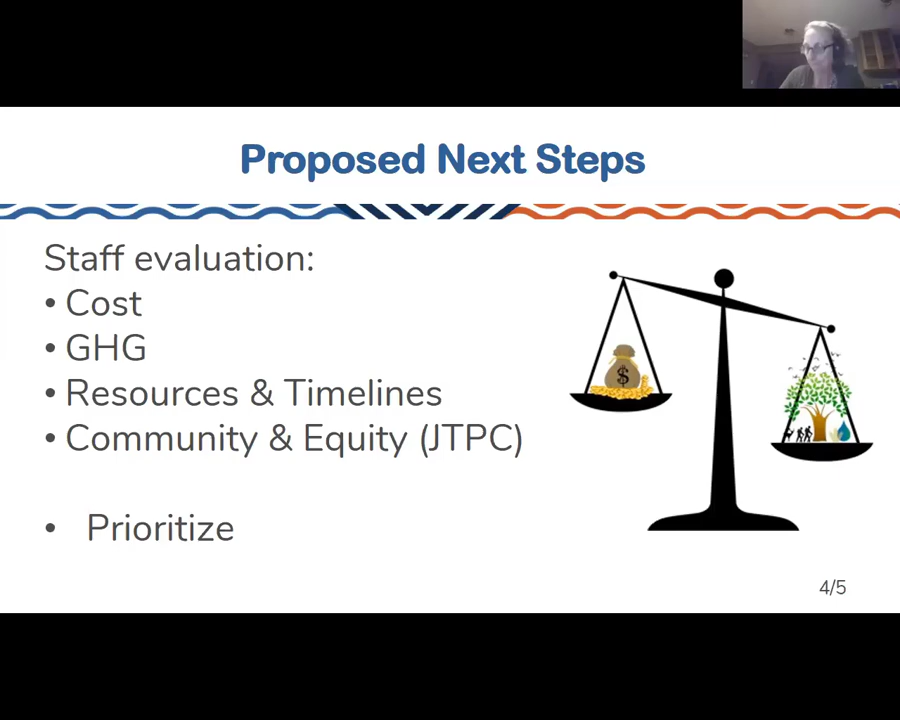 Proposed Next Steps
Staff evaluation:
• Cost
• GHG
• Resources & Timelines
• Community & Equity (JTPC)
• Prioritize
$
4/5